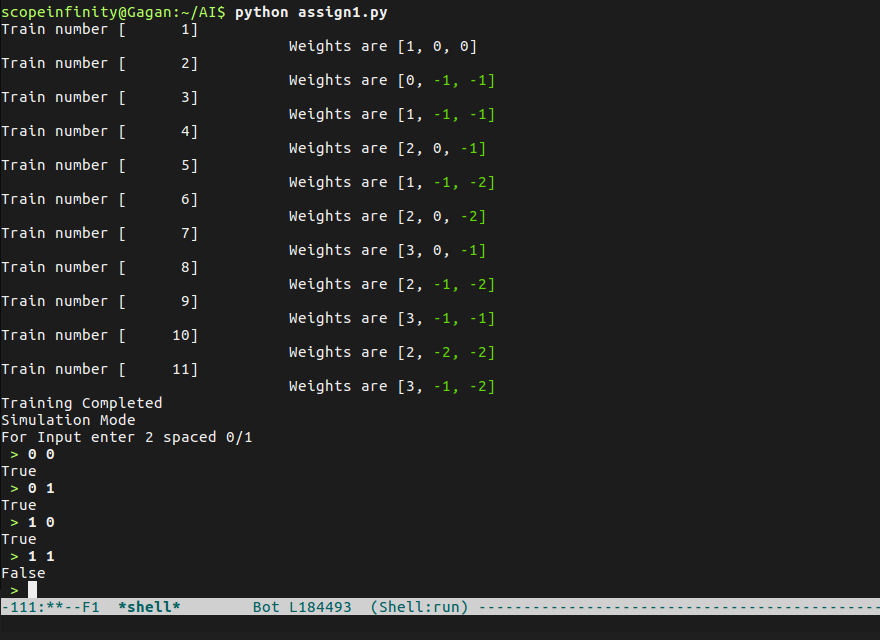 scopeinfinity@Gagan:~/AI$ python assign1.py
Train number [      1]
Weights are [1, 0, 0]
Train number [      2]
Weights are [0, -1, -1]
Train number [      3]
Weights are [1, -1, -1]
Train number [      4]
Weights are [2, 0, -1]
Train number [      5]
Weights are [1, -1, -2]
Train number [      6]
Weights are [2, 0, -2]
Train number [      7]
Weights are [3, 0, -1]
Train number [      8]
Weights are [2, -1, -2]
Train number [      9]
Weights are [3, -1, -1]
Train number [     10]
Weights are [2, -2, -2]
Train number [     11]
Weights are [3, -1, -2]
Training Completed
Simulation Mode
For Input enter 2 spaced 0/1
> 0 0
True
> 0 1
True
> 1 0
True
> 1 1
False
>
-111:**--F1  *shell*        Bot L184493  (Shell:run) --------------------------------------------